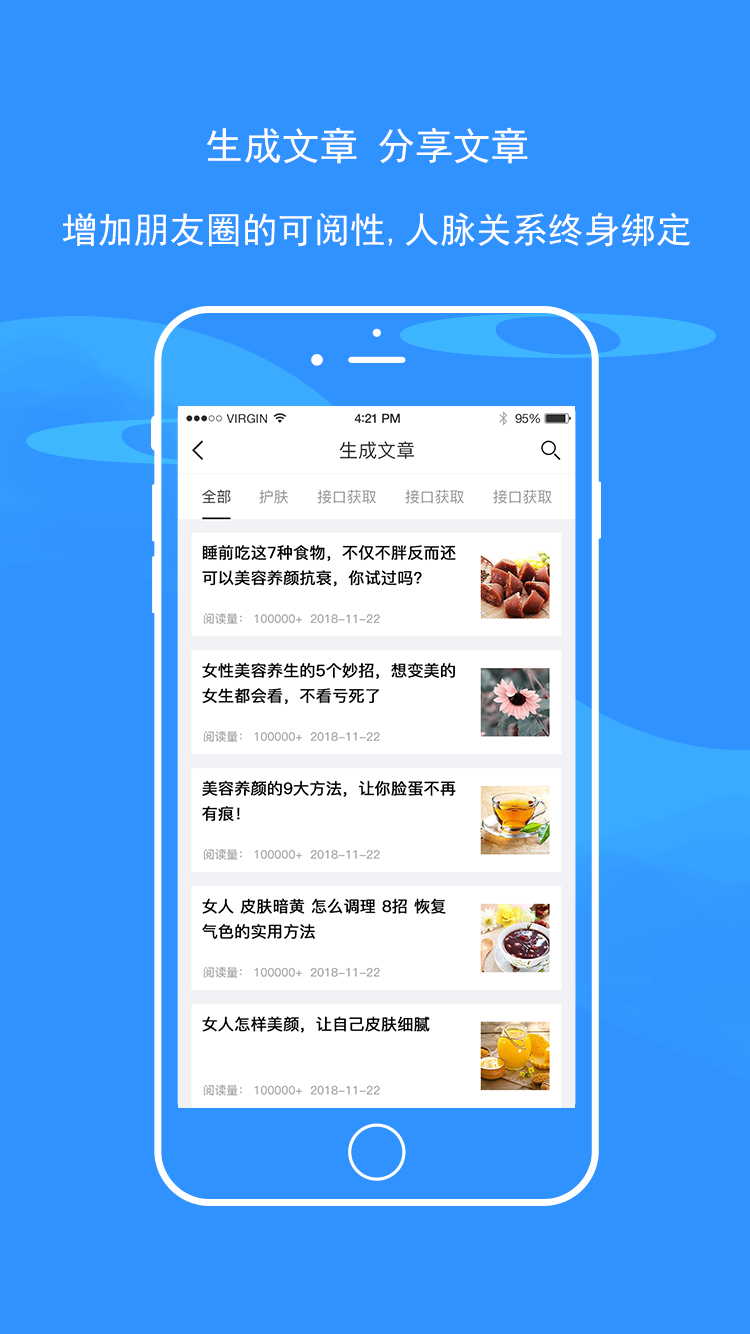 生成文章 分享文章
增加朋友圈的可阅性,人脉关系终身绑定
VIRGIN 4:21 PM 95%
生成文章
全部 护肤 接口获取 接口获取 接口获取
睡前吃这7种食物，不仅不胖反而还
可以美容养颜抗衰，你试过吗？
阅读量： 100000+ 2018-11-22
女性美容养生的5个妙招，想变美的
女生都会看，不看亏死了
阅读量： 100000+ 2018-11-22
美容养颜的9大方法，让你脸蛋不再
有痕！
阅读量： 100000+ 2018-11-22
女人 皮肤暗黄 怎么调理 8招 恢复
气色的实用方法
阅读量： 100000+ 2018-11-22
女人怎样美颜，让自己皮肤细腻
阅读量： 100000+ 2018-11-22